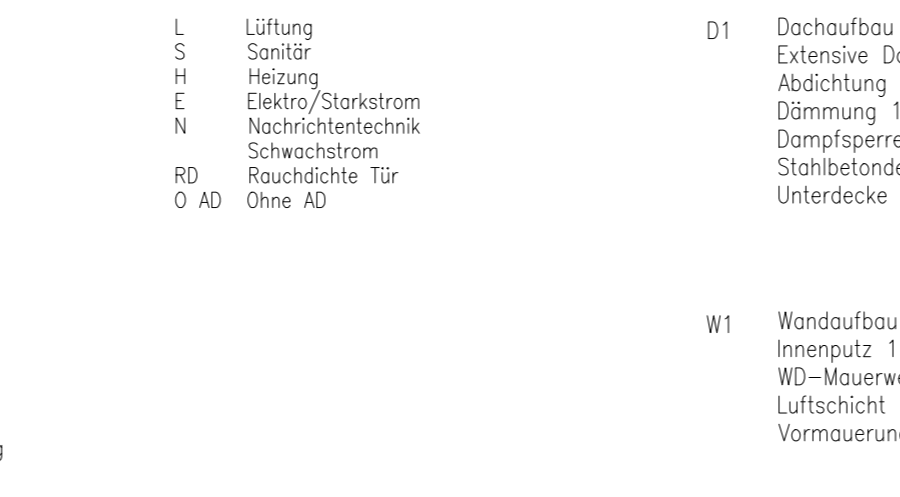 L Lüftung
S Sanitär
H Heizung
E Elektro/Starkstrom
N Nachrichtentechnik
Schwachstrom
RD Rauchdichte Tür
O AD Ohne AD
D1 Dachaufbau
Extensive
Abdichtung
Dämmung
Dampfsperre
Unterdecke
W1 Wandaufbau
Innenputz
Luftschicht